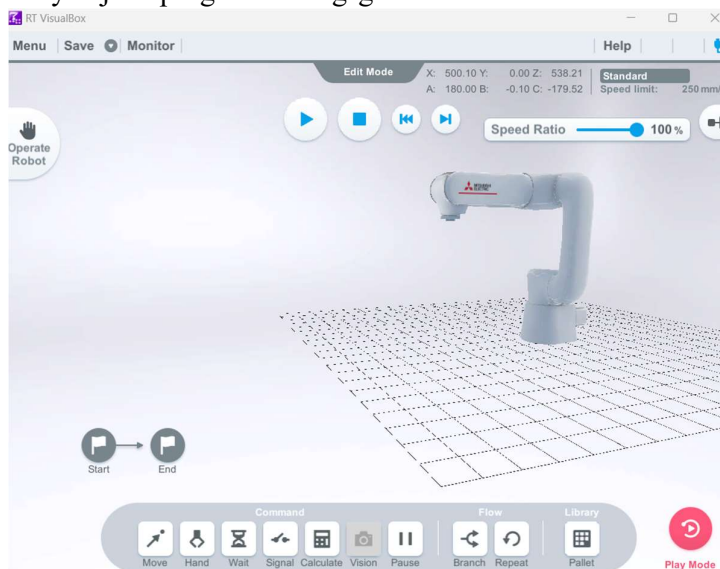 RT VisualBox
Menu Save Monitor Help
Edit Mode
X: 500.10 Y: 0.00 Z: 538.21
A: 180.00 B: -0.10 C: -179.52
Standard
Speed limit: 250 mm/
Operate
Robot
Speed Ratio 100 %
MITSUBISHI
ELECTRIC
Start End
Command Flow Library
Move Hand Wait Signal Calculate Vision Pause Branch Repeat Pallet
Play Mode